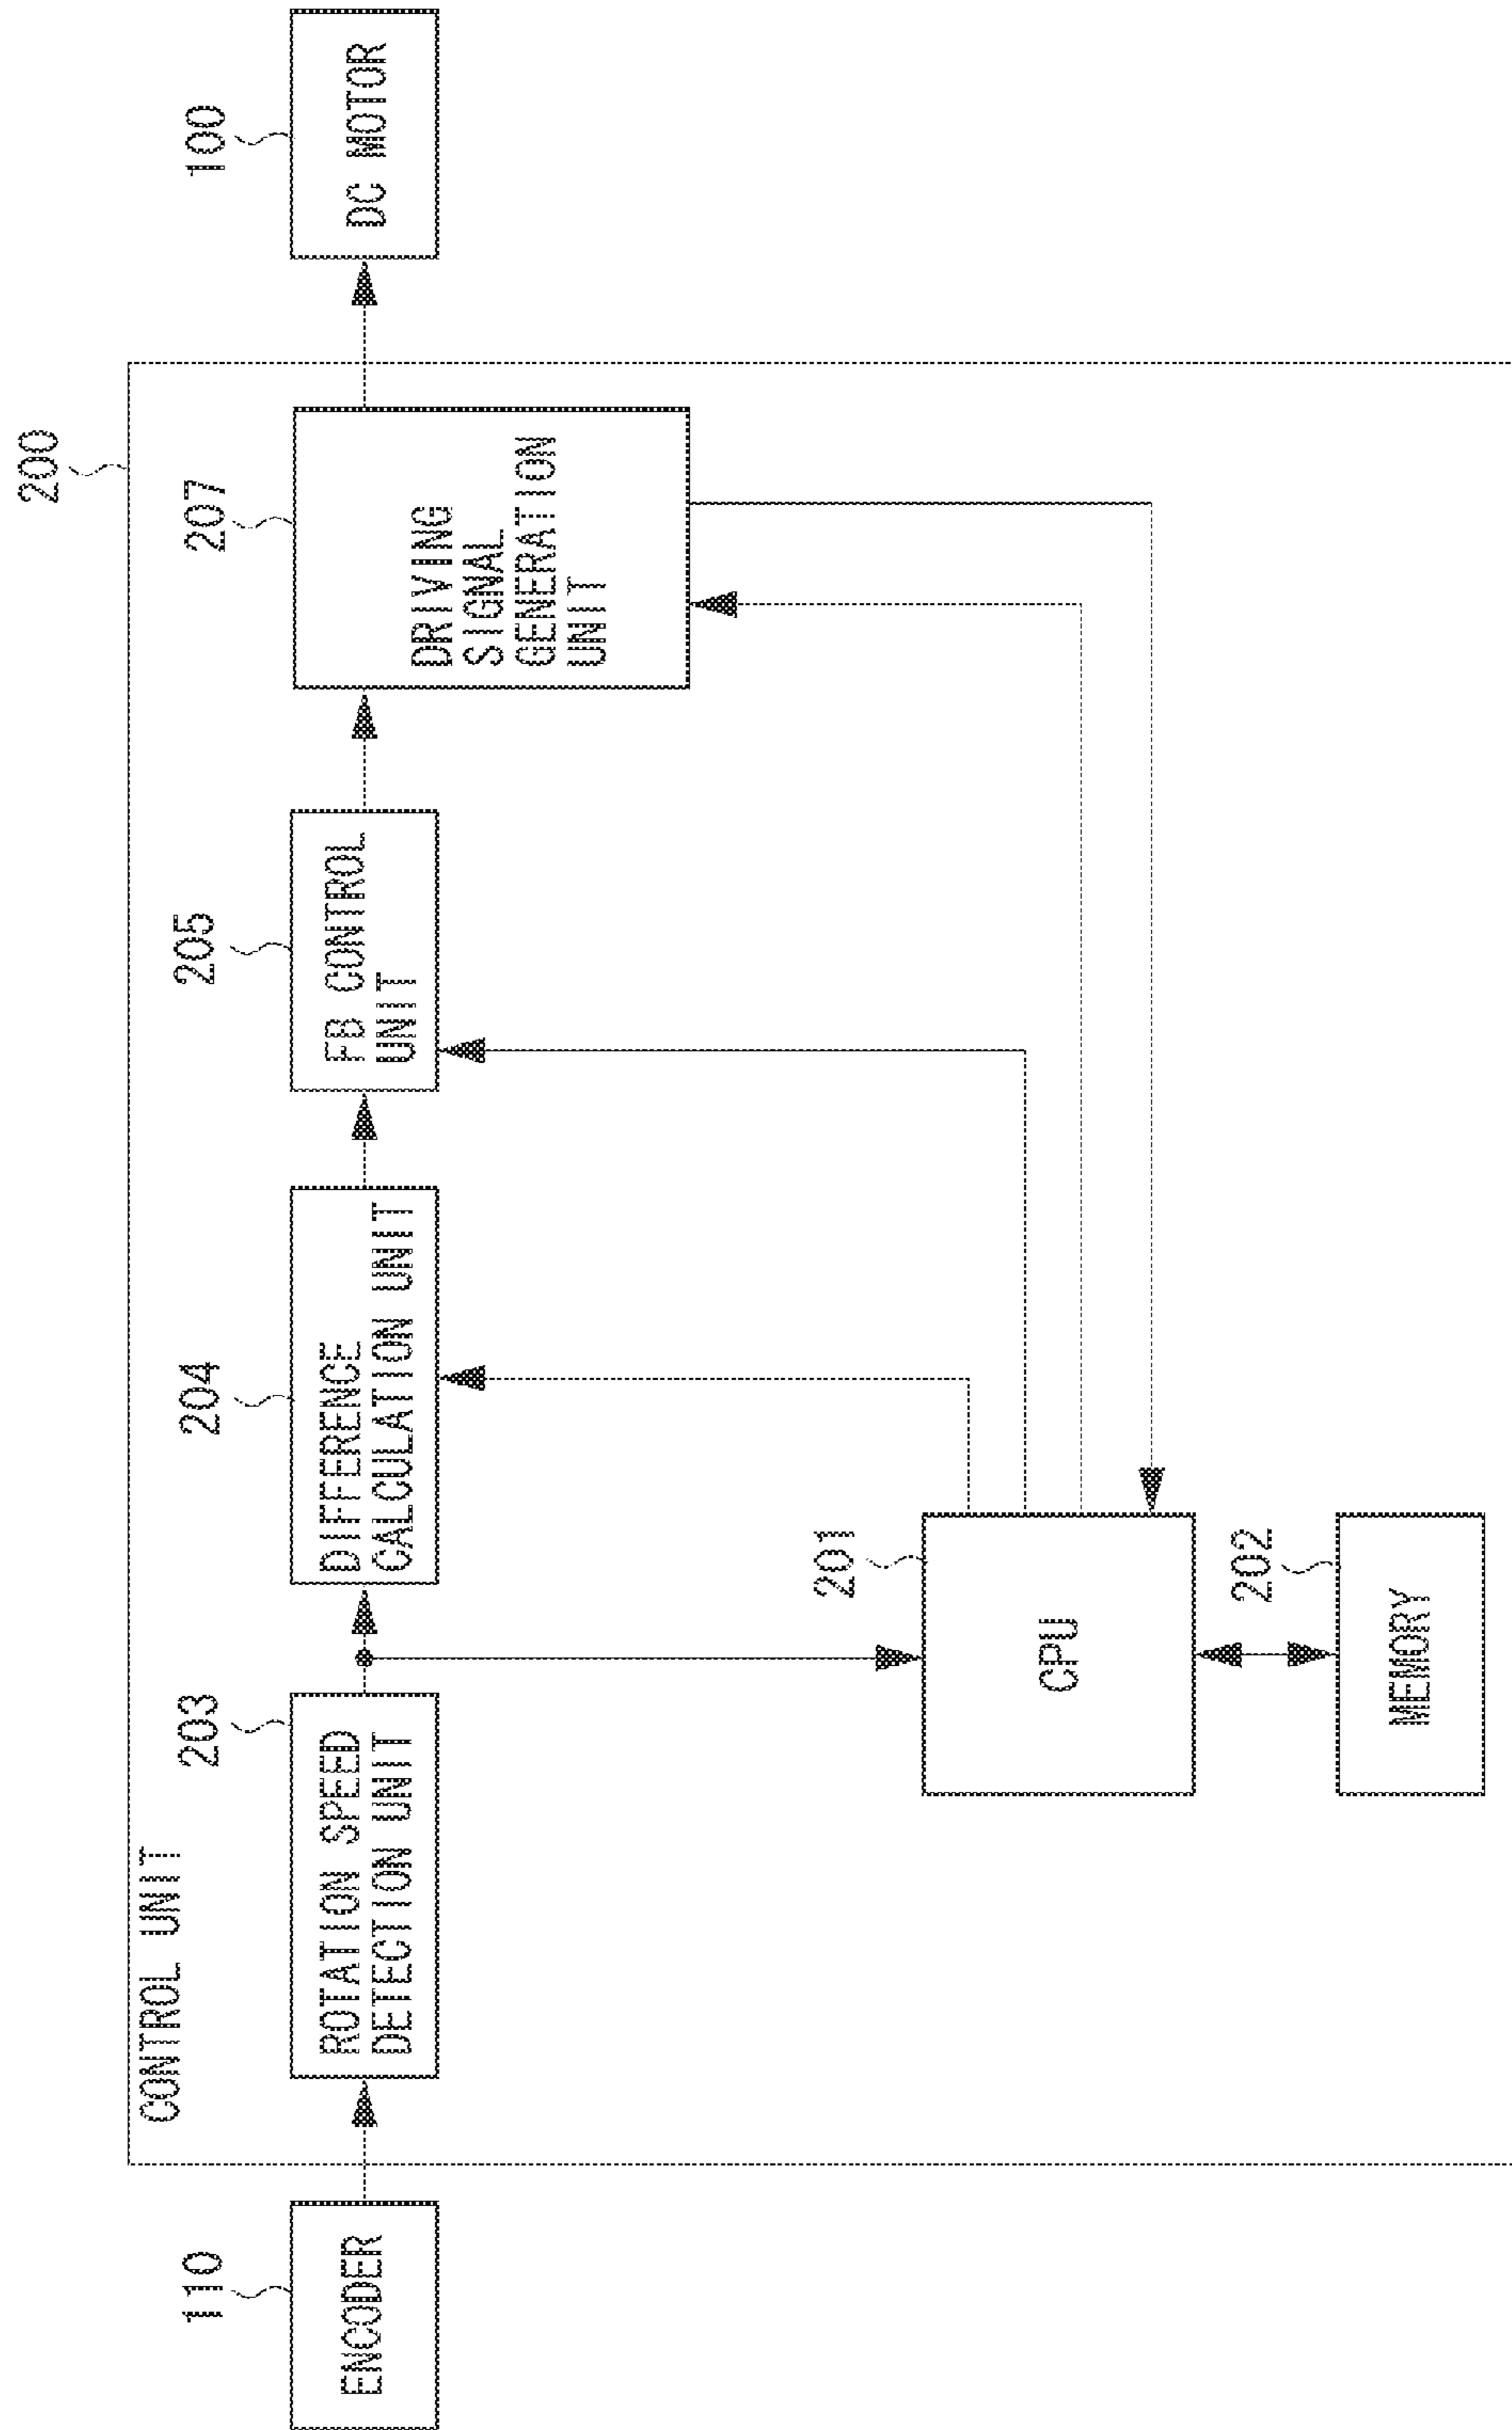 200
CONTROL UNIT
110
203
204
205
207
100
ENCODER
ROTATION SPEED
DETECTION UNIT
DIFFERENCE
CALCULATION UNIT
FB CONTROL
UNIT
DRIVING
SIGNAL
GENERATION
UNIT
DC MOTOR
201
CPU
202
MEMORY